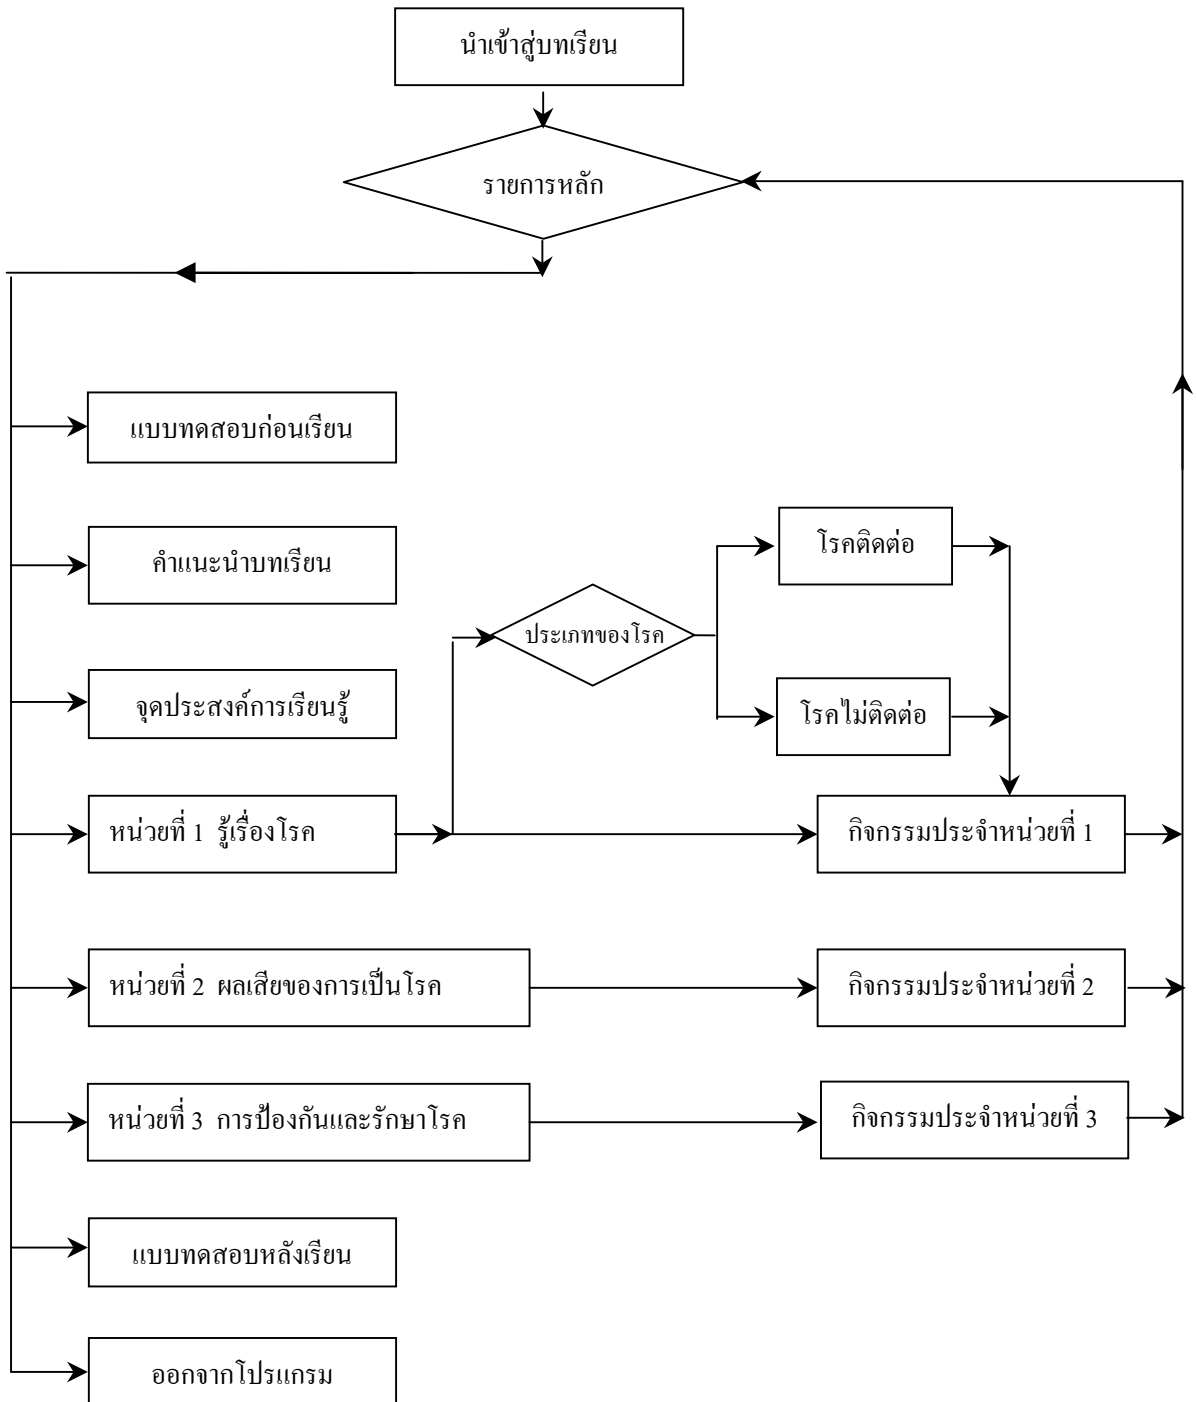 นำเข้าสู่บทเรียน
รายการหลัก
แบบทดสอบก่อนเรียน
คำแนะนำบทเรียน
โรคติดต่อ
ประเภทของโรค
จุดประสงค์การเรียนรู้
โรคไม่ติดต่อ
หน่วยที่ 1 รู้เรื่องโรค
กิจกรรมประจำหน่วยที่ 1
หน่วยที่ 2 ผลเสียของการเป็นโรค
กิจกรรมประจำหน่วยที่ 2
หน่วยที่ 3 การป้องกันและรักษาโรค
กิจกรรมประจำหน่วยที่ 3
แบบทดสอบหลังเรียน
ออกจากโปรแกรม